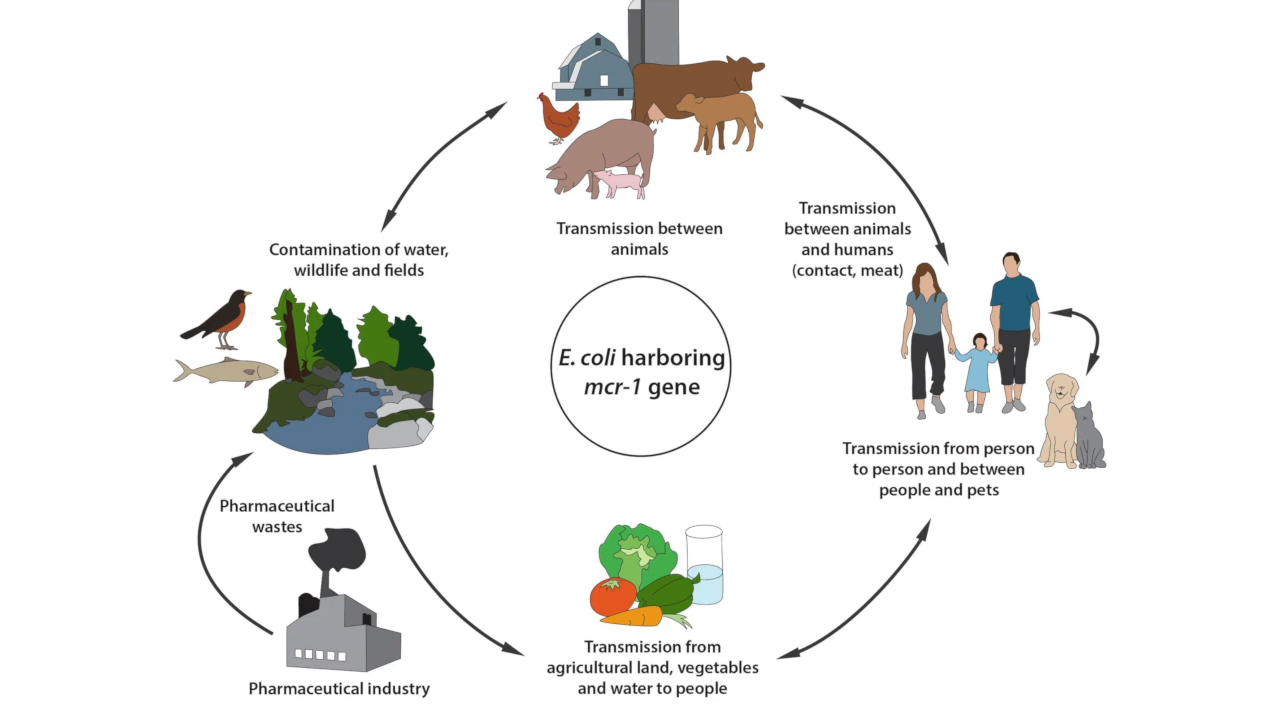 Transmission between
animals
Transmission
between animals
and humans
(contact, meat)
Contamination of water,
wildlife and fields
E. coli harboring
mcr-1 gene
Transmission from person
to person and between
people and pets
Pharmaceutical
wastes
Transmission from
agricultural land, vegetables
and water to people
Pharmaceutical industry